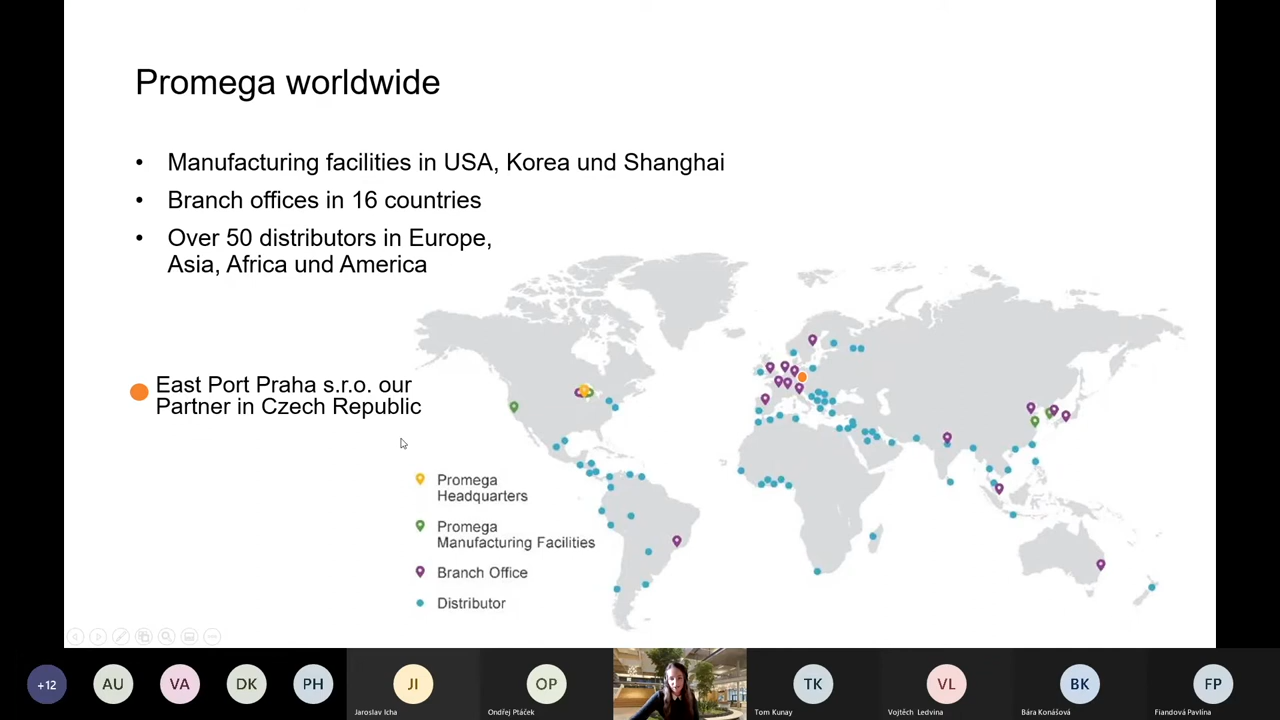 Promega worldwide
• Manufacturing facilities in USA, Korea und Shanghai
• Branch offices in 16 countries
• Over 50 distributors in Europe,
Asia, Africa und America
East Port Praha s.r.o. our
Partner in Czech Republic
Promega
Headquarters
Promega
Manufacturing Facilities
Branch Office
Distributor
+12
AU
VA
DK
PH
JI
Jaroslav Icha
OP
Ondřej Ptáček
TK
Tom Kunay
VL
Vojtěch Ledvina
BK
Bára Konášová
FP
Fiandová Pavlína